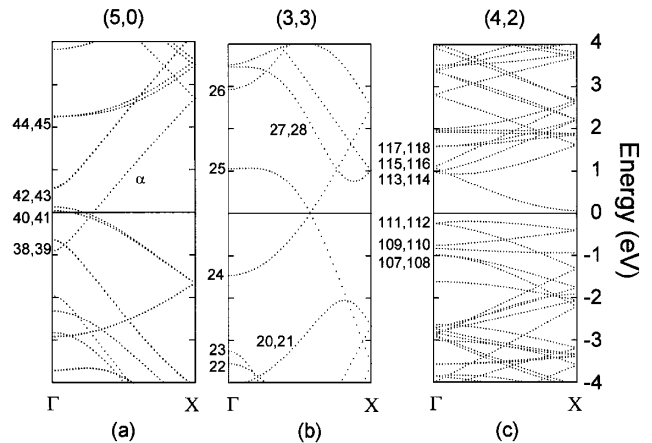 (5,0)
(3,3)
(4,2)
44,45
α
42,43
40,41
38,39
26
27,28
25
24
20,21
23
22
117,118
115,116
113,114
111,112
109,110
107,108
4
3
2
1
0
-1
-2
-3
-4
Energy (eV)
Γ
X
Γ
X
Γ
X
(a)
(b)
(c)